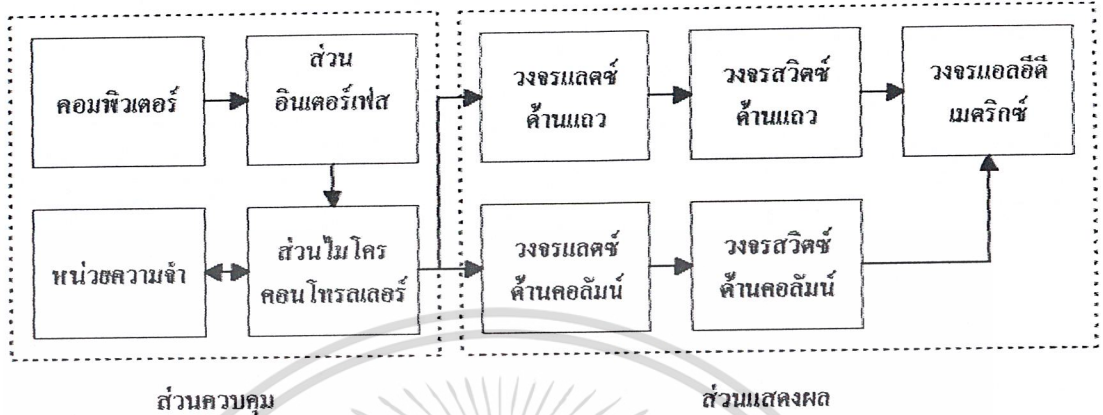 คอมพิวเตอร์
ส่วน
อินเตอร์เฟส
วงจรแลตซ์
ด้านแถว
วงจรสวิตซ์
ด้านแถว
วงจรแอลอีดี
เมตริกซ์
หน่วยความจำ
ส่วนไมโคร
คอนโทรลเลอร์
วงจรแลตซ์
ด้านคอลัมน์
วงจรสวิตซ์
ด้านคอลัมน์
ส่วนควบคุม
ส่วนแสดงผล